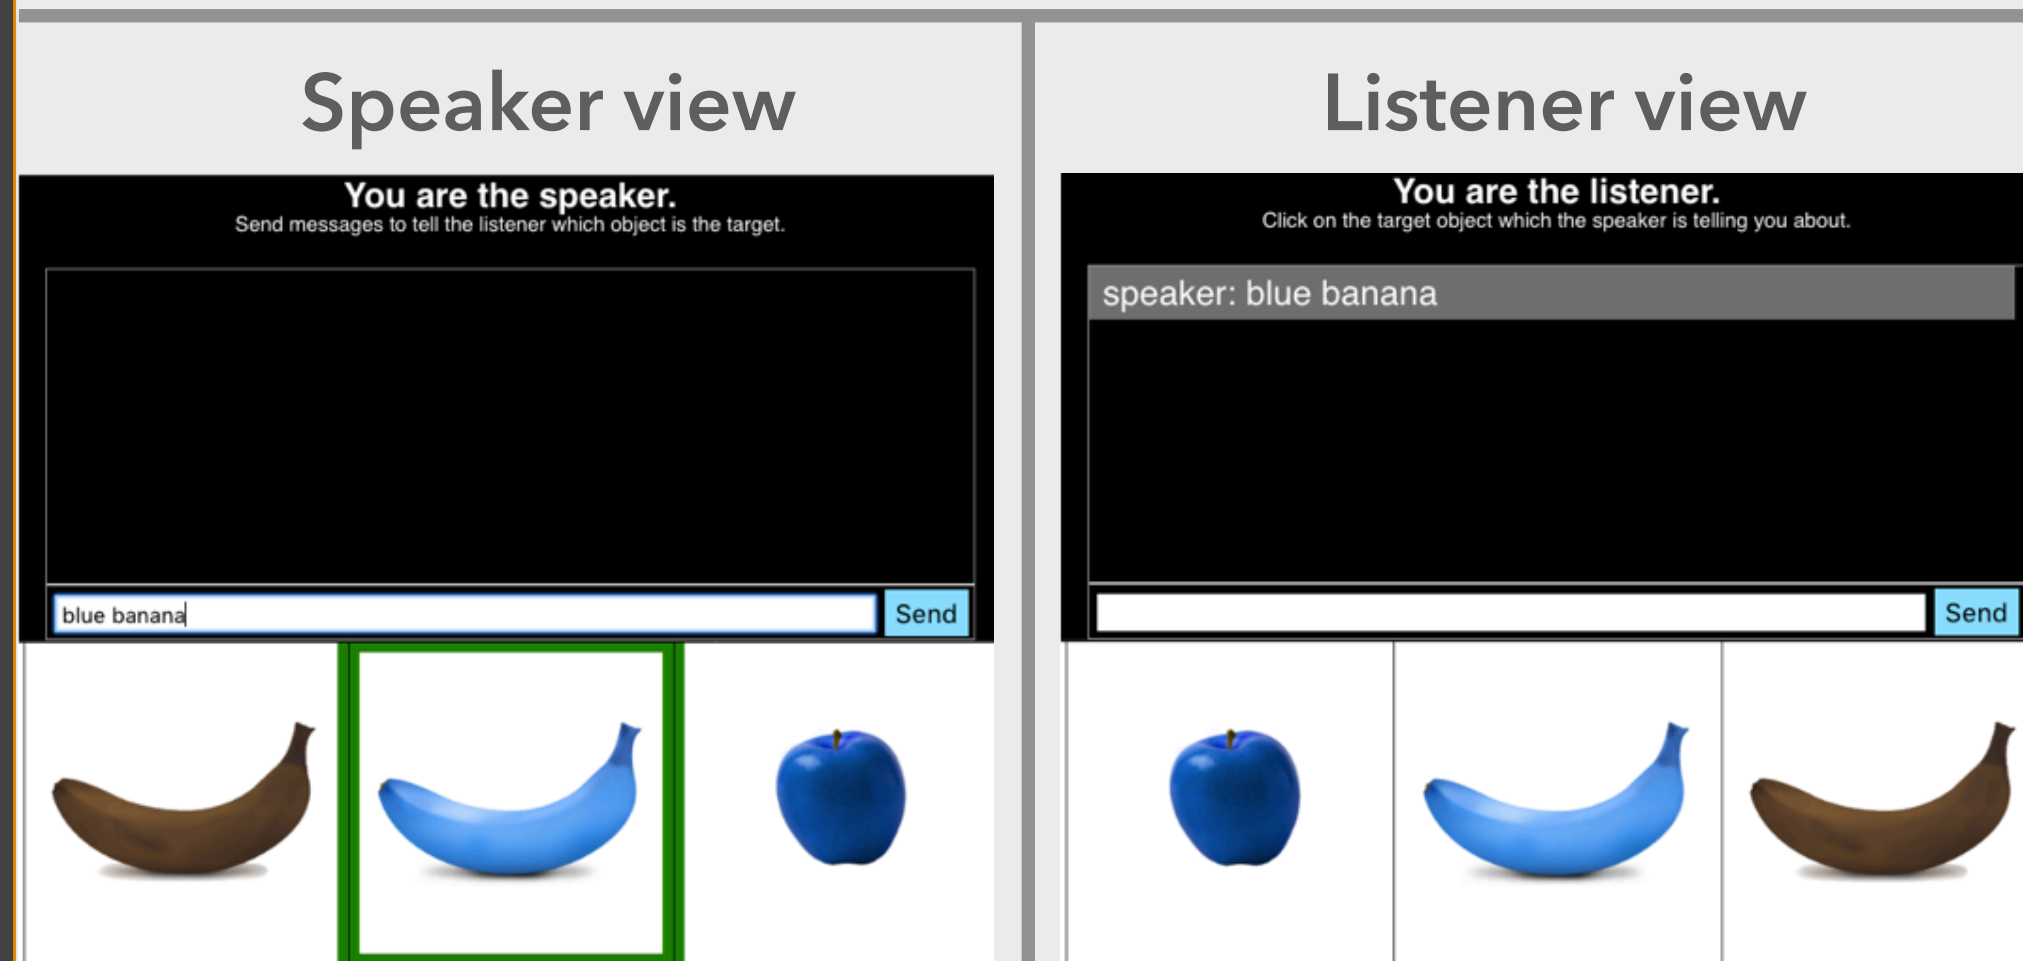 Speaker view
You are the speaker.
Send messages to tell the listener which object is the target.
blue banana
Send
Listener view
You are the listener.
Click on the target object which the speaker is telling you about.
speaker: blue banana
Send